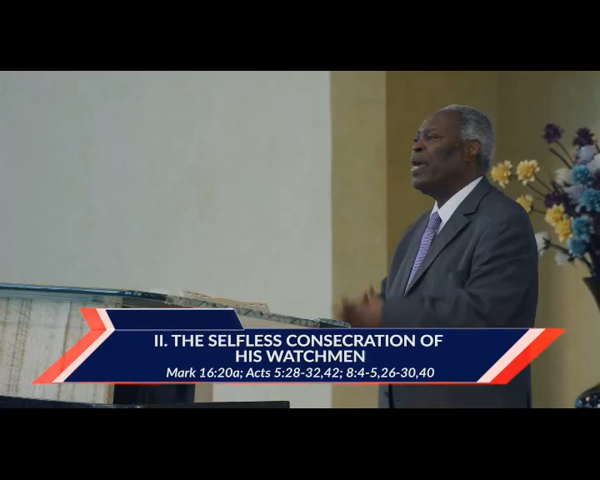 II. THE SELFLESS CONSECRATION OF
HIS WATCHMEN
Mark 16:20a; Acts 5:28-32,42; 8:4-5,26-30,40